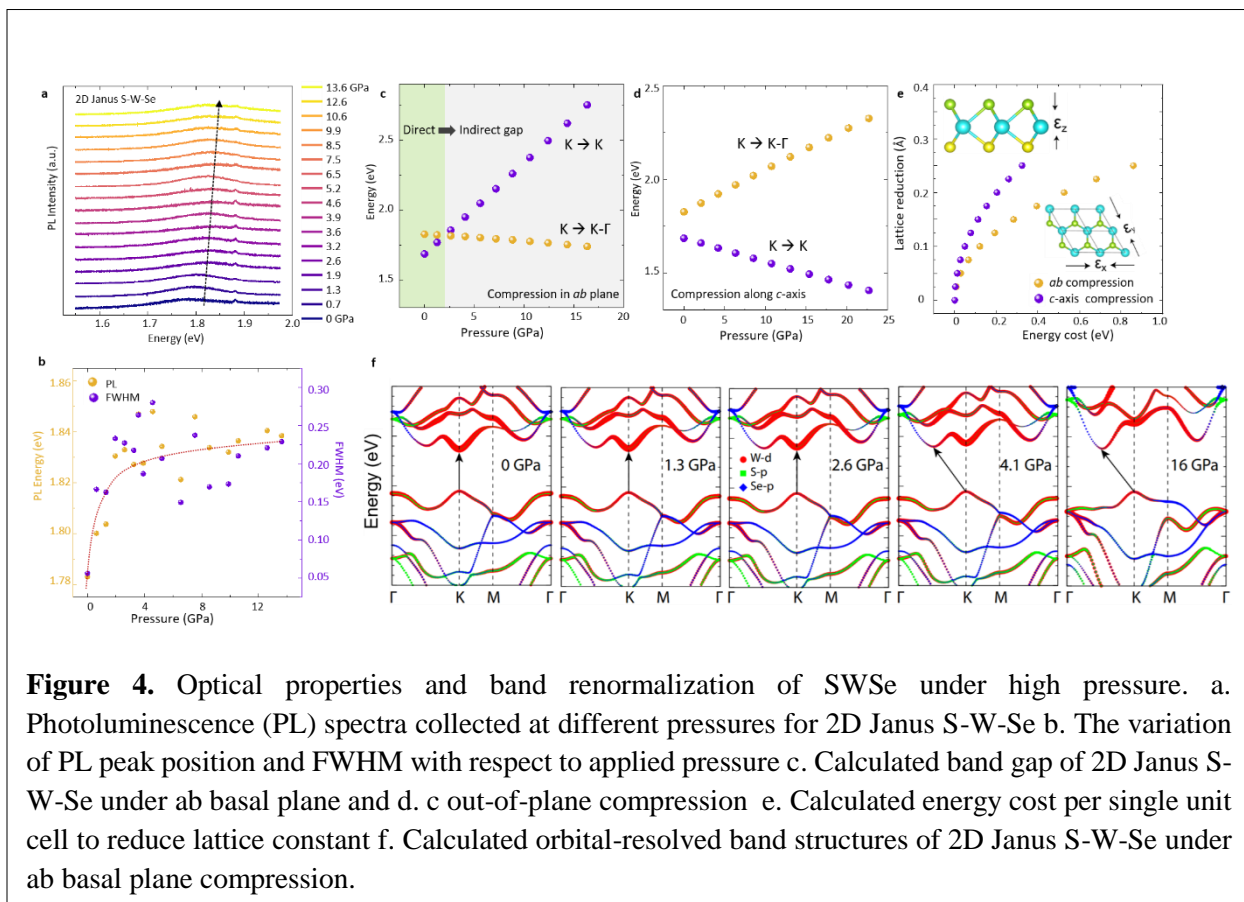 a
2D Janus S-W-Se
PL Intensity (a.u.)
1.6 1.7 1.8 1.9 2.0
Energy (eV)
13.6 GPa
12.6
10.6
9.9
8.5
7.5
6.5
5.2
4.6
3.9
3.6
3.2
2.6
1.9
1.3
0.7
0 GPa
c
Direct Indirect gap
K → K
K → K-Γ
Compression in ab plane
Energy (eV)
2.5
2.0
1.5
0 5 10 15 20
Pressure (GPa)
d
K → K-Γ
K → K
Compression along c-axis
Energy (eV)
2.5
2.0
1.5
0 5 10 15 20 25
Pressure (GPa)
e
εz
εx
ab compression
c-axis compression
Lattice reduction (Å)
0.4
0.3
0.2
0.1
0
0 0.2 0.4 0.6 0.8 1.0
Energy cost (eV)
b
PL
FWHM
PL Energy (eV)
1.86
1.84
1.82
1.80
1.78
FWHM (eV)
0.30
0.25
0.20
0.15
0.10
0.05
0 4 8 12
Pressure (GPa)
f
Energy (eV)
0 GPa
1.3 GPa
W-d
S-p
Se-p
2.6 GPa
4.1 GPa
16 GPa
Γ K M Γ
Γ K M Γ
Γ K M Γ
Γ K M Γ
Γ K M Γ
Figure 4. Optical properties and band renormalization of SWSe under high pressure. a.
Photoluminescence (PL) spectra collected at different pressures for 2D Janus S-W-Se b. The variation
of PL peak position and FWHM with respect to applied pressure c. Calculated band gap of 2D Janus S-
W-Se under ab basal plane and d. c out-of-plane compression e. Calculated energy cost per single unit
cell to reduce lattice constant f. Calculated orbital-resolved band structures of 2D Janus S-W-Se under
ab basal plane compression.